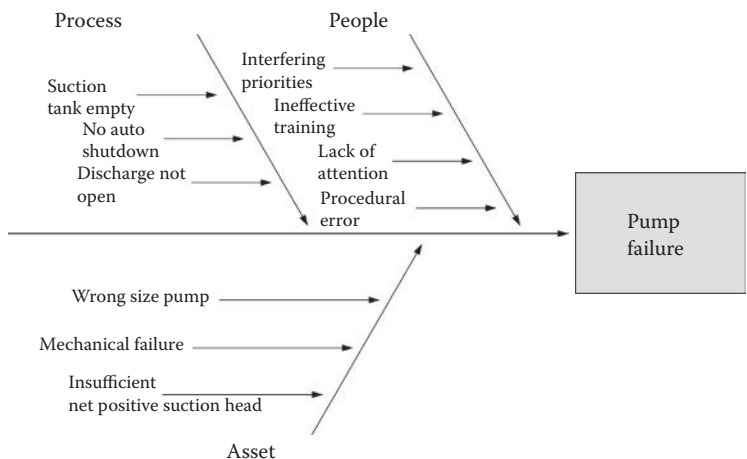 Process
People
Suction
tank empty
No auto
shutdown
Discharge not
open
Interfering
priorities
Ineffective
training
Lack of
attention
Procedural
error
Pump
failure
Wrong size pump
Mechanical failure
Insufficient
net positive suction head
Asset